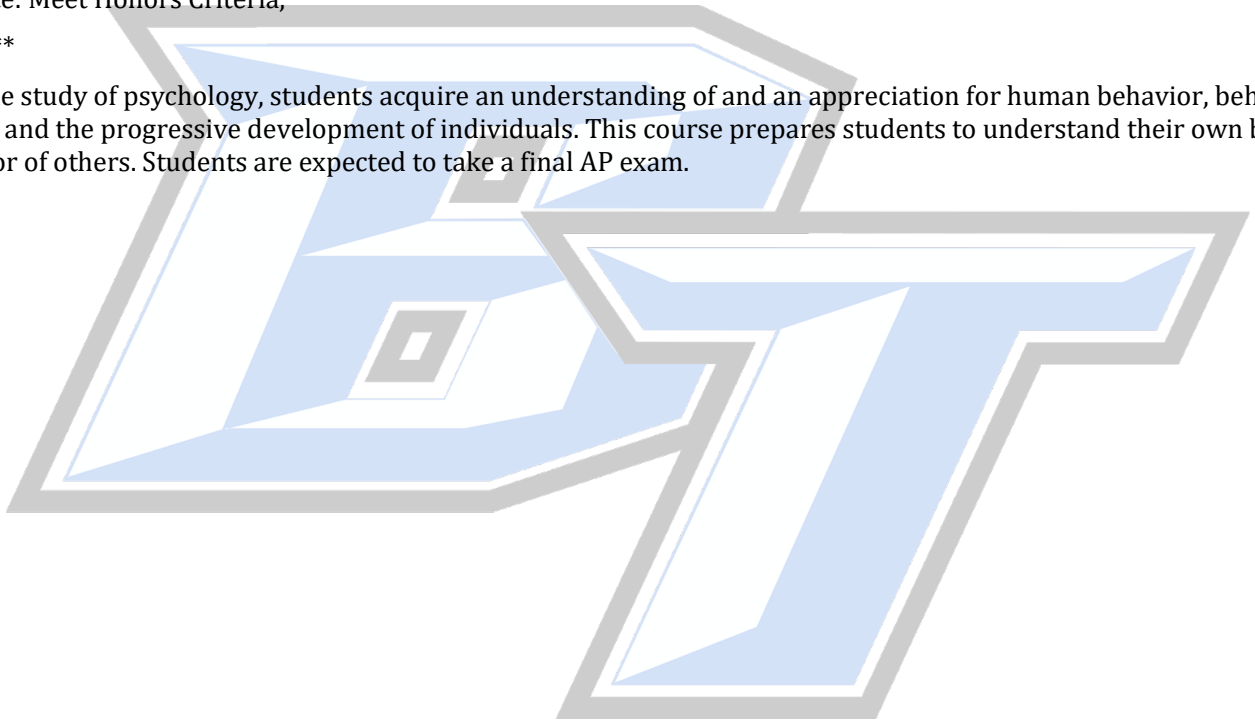 e: Meet Honors Criteria,
**
e study of psychology, students acquire an understanding of and an appreciation for human behavior, beh
and the progressive development of individuals. This course prepares students to understand their own b
or of others. Students are expected to take a final AP exam.
BT